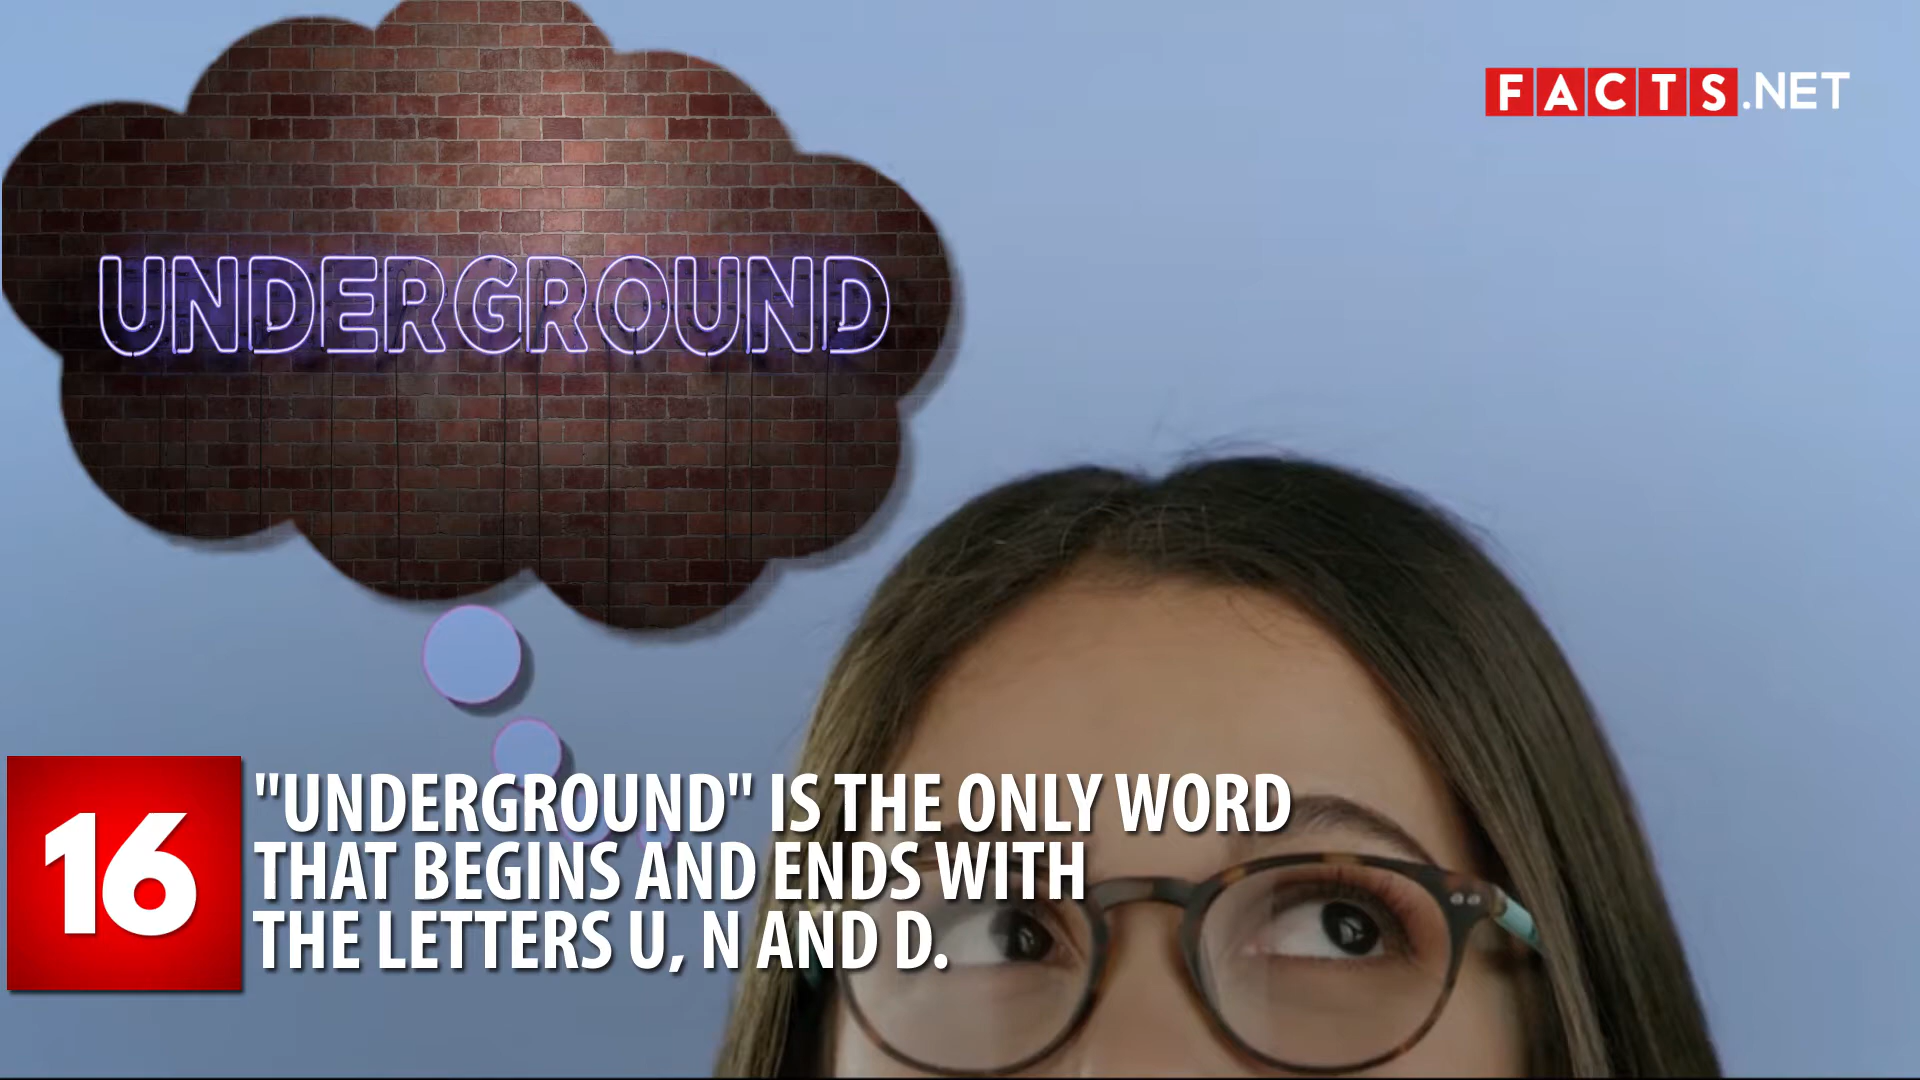 FACTS.NET
UNDERGROUND
16
"UNDERGROUND" IS THE ONLY WORD
THAT BEGINS AND ENDS WITH
THE LETTERS U, N AND D.